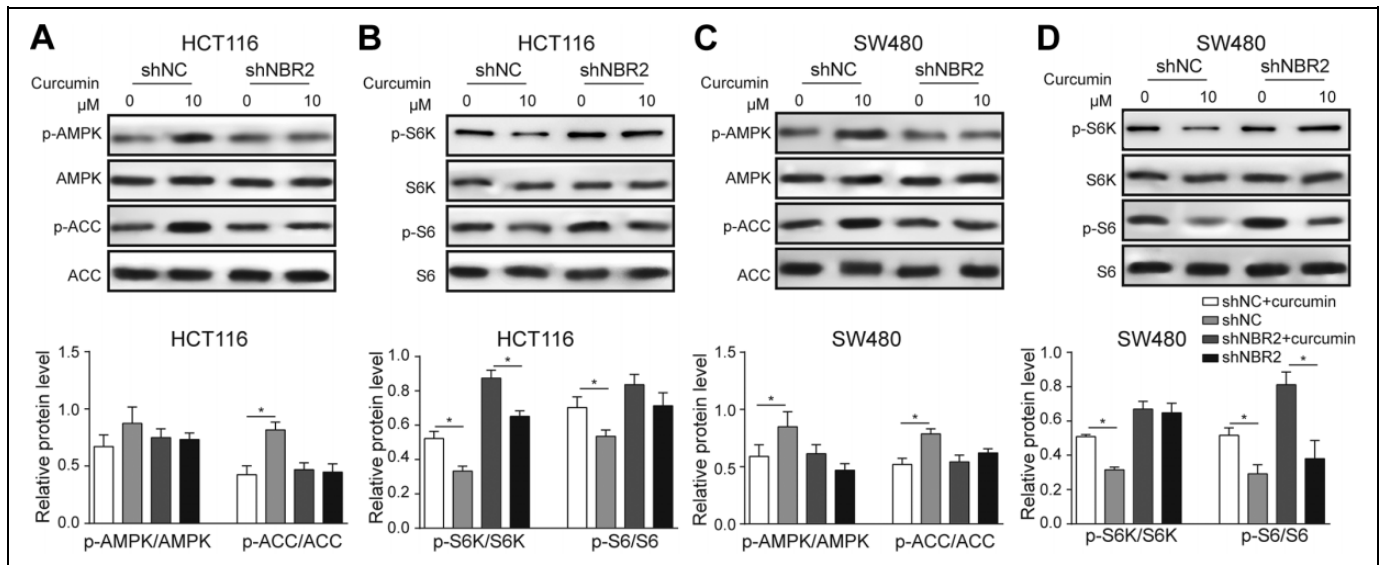 A
HCT116
shNC shNBR2
Curcumin
µM 0 10 0 10
p-AMPK
AMPK
p-ACC
ACC
B
HCT116
shNC shNBR2
Curcumin
µM 0 10 0 10
p-S6K
S6K
p-S6
S6
C
SW480
shNC shNBR2
Curcumin
µM 0 10 0 10
p-AMPK
AMPK
p-ACC
ACC
D
SW480
shNC shNBR2
Curcumin
µM 0 10 0 10
p-S6K
S6K
p-S6
S6
HCT116
Relative protein level
1.5
1.0
0.5
0.0
*
p-AMPK/AMPK p-ACC/ACC
HCT116
Relative protein level
1.0
0.8
0.6
0.4
0.2
0.0
* * *
p-S6K/S6K p-S6/S6
SW480
Relative protein level
1.5
1.0
0.5
0.0
* *
p-AMPK/AMPK p-ACC/ACC
SW480
shNC+curcumin
shNC
shNBR2+curcumin
shNBR2
Relative protein level
1.0
0.8
0.6
0.4
0.2
0.0
* * *
p-S6K/S6K p-S6/S6